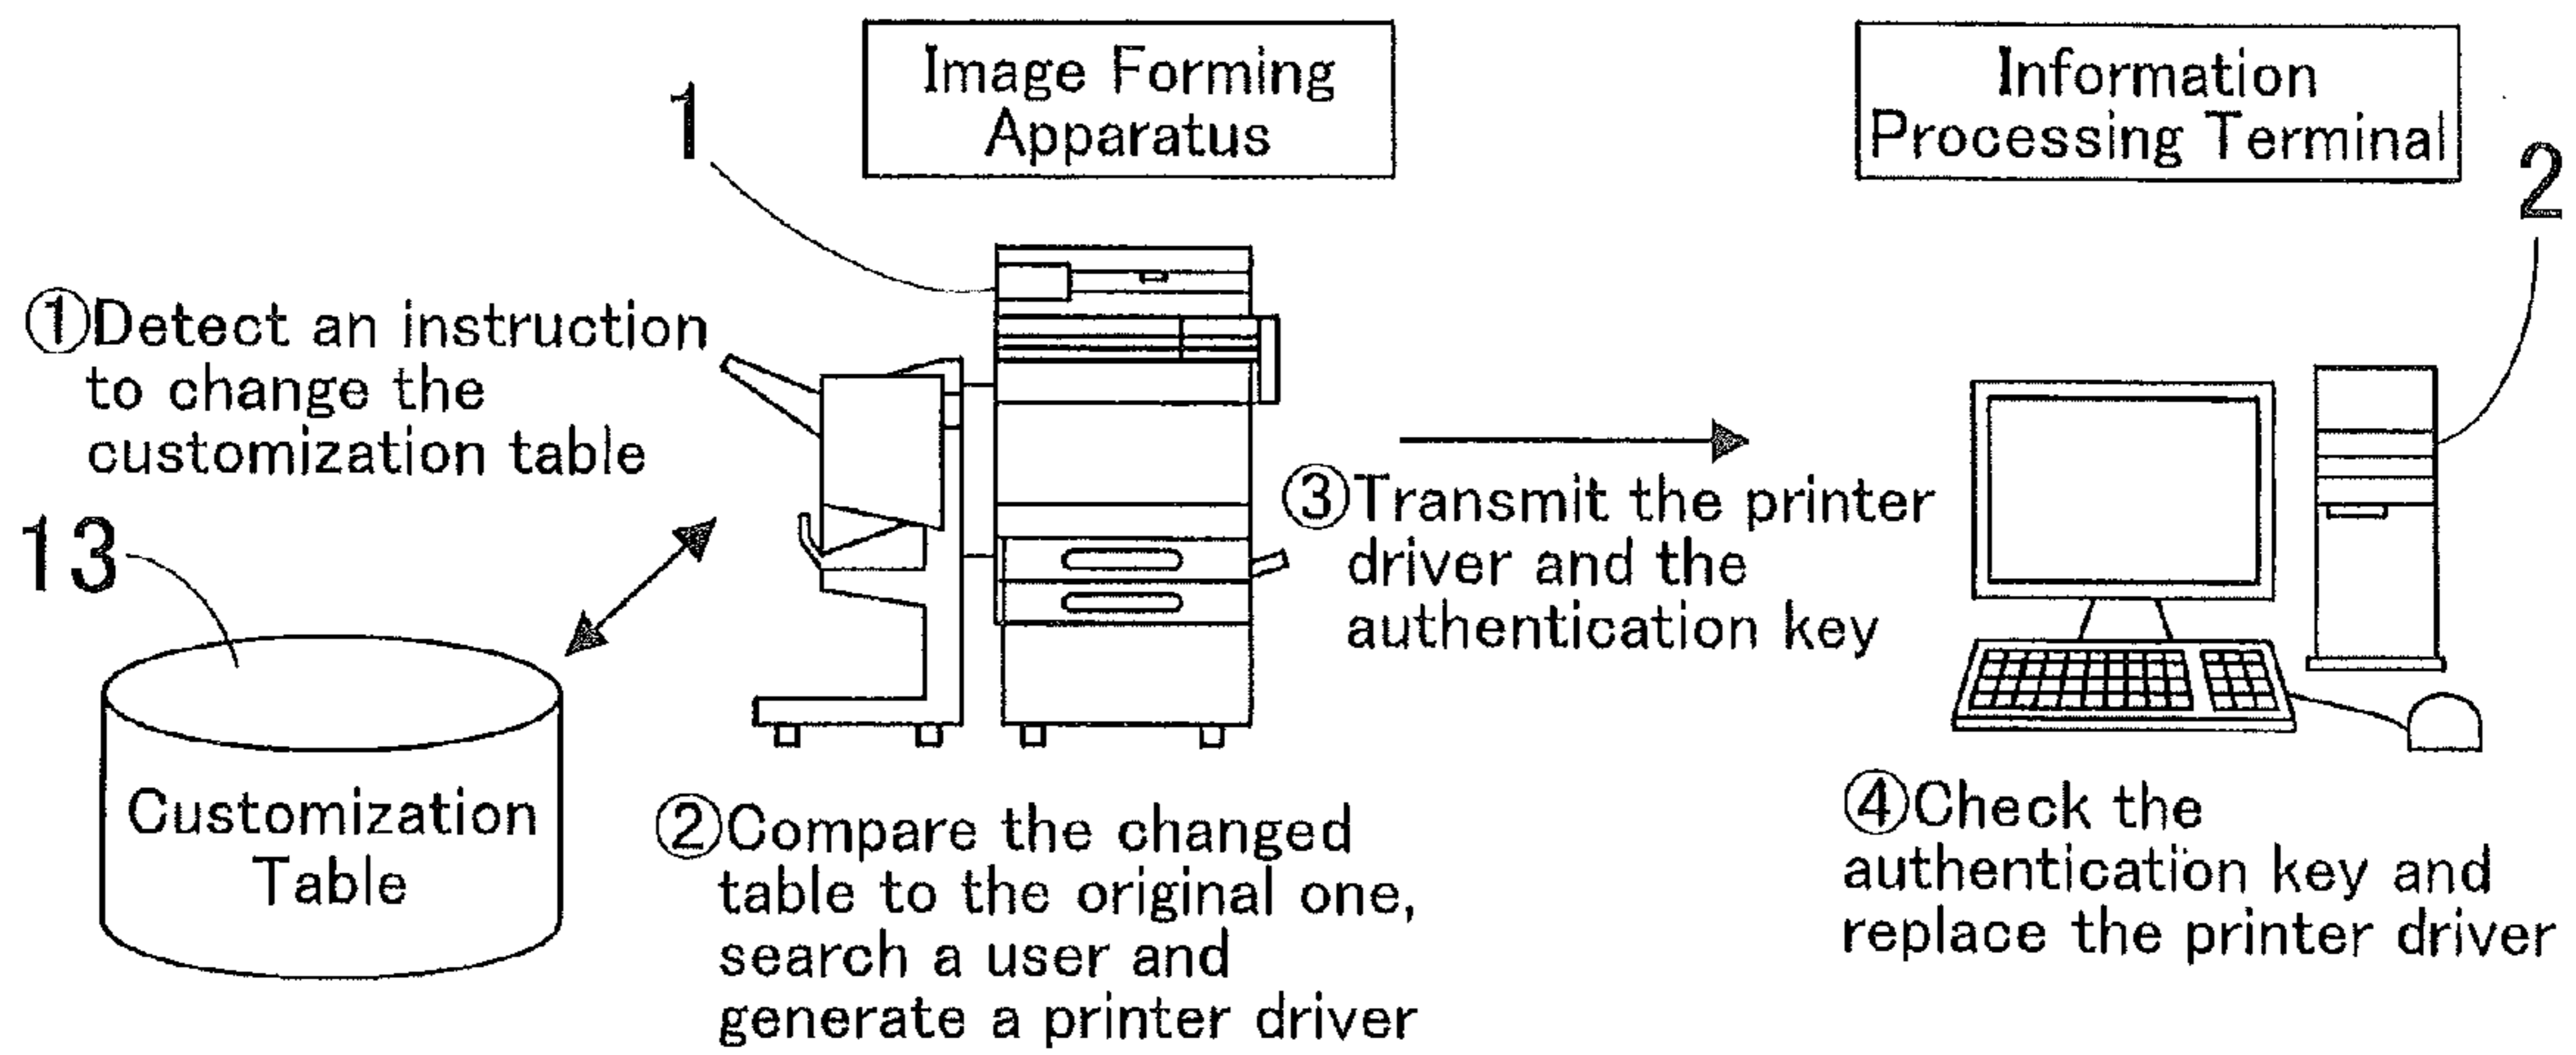 Image Forming
Apparatus
Information
Processing Terminal
1
2
①Detect an instruction
to change the
customization table
13
③Transmit the printer
driver and the
authentication key
Customization
Table
②Compare the changed
table to the original one,
search a user and
generate a printer driver
④Check the
authentication key and
replace the printer driver